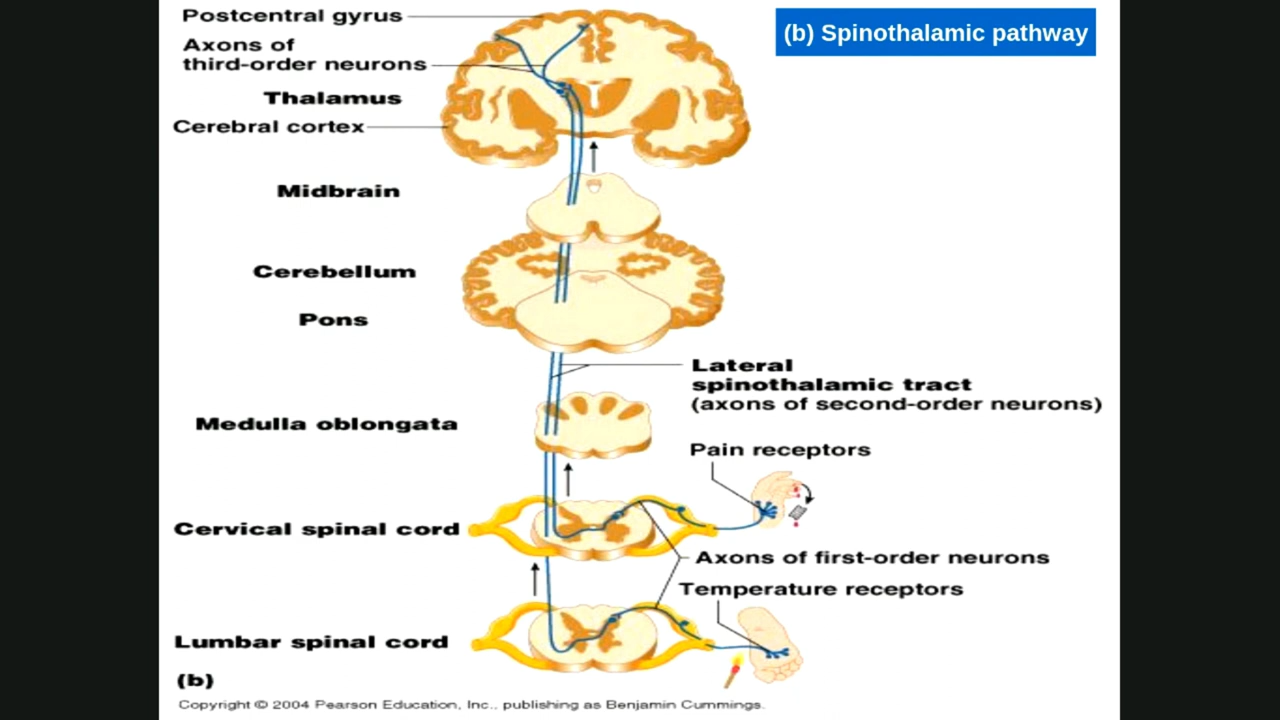 (b) Spinothalamic pathway
Postcentral gyrus
Axons of
third-order neurons
Thalamus
Cerebral cortex
Midbrain
Cerebellum
Pons
Lateral
spinothalamic tract
(axons of second-order neurons)
Medulla oblongata
Pain receptors
Cervical spinal cord
Axons of first-order neurons
Temperature receptors
Lumbar spinal cord
(b)
Copyright © 2004 Pearson Education, Inc., publishing as Benjamin Cummings.